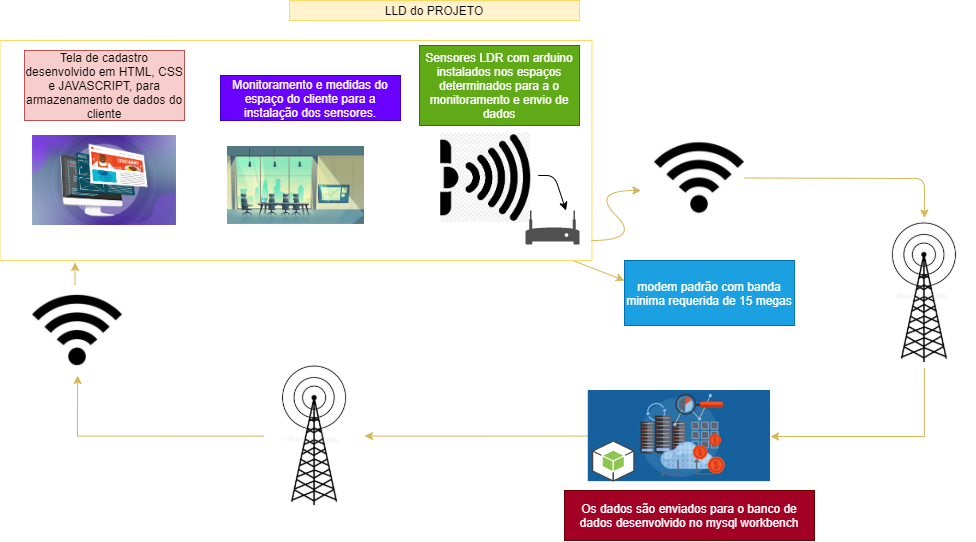 LLD do PROJETO
Tela de cadastro
desenvolvido em HTML, CSS
e JAVASCRIPT, para
armazenamento de dados do
cliente
Monitoramento e medidas do
espaço do cliente para a
instalação dos sensores.
Sensores LDR com arduino
instalados nos espaços
determinados para a o
monitoramento e envio de
dados
modem padrão com banda
minima requerida de 15 megas
Os dados são enviados para o banco de
dados desenvolvido no mysql workbench